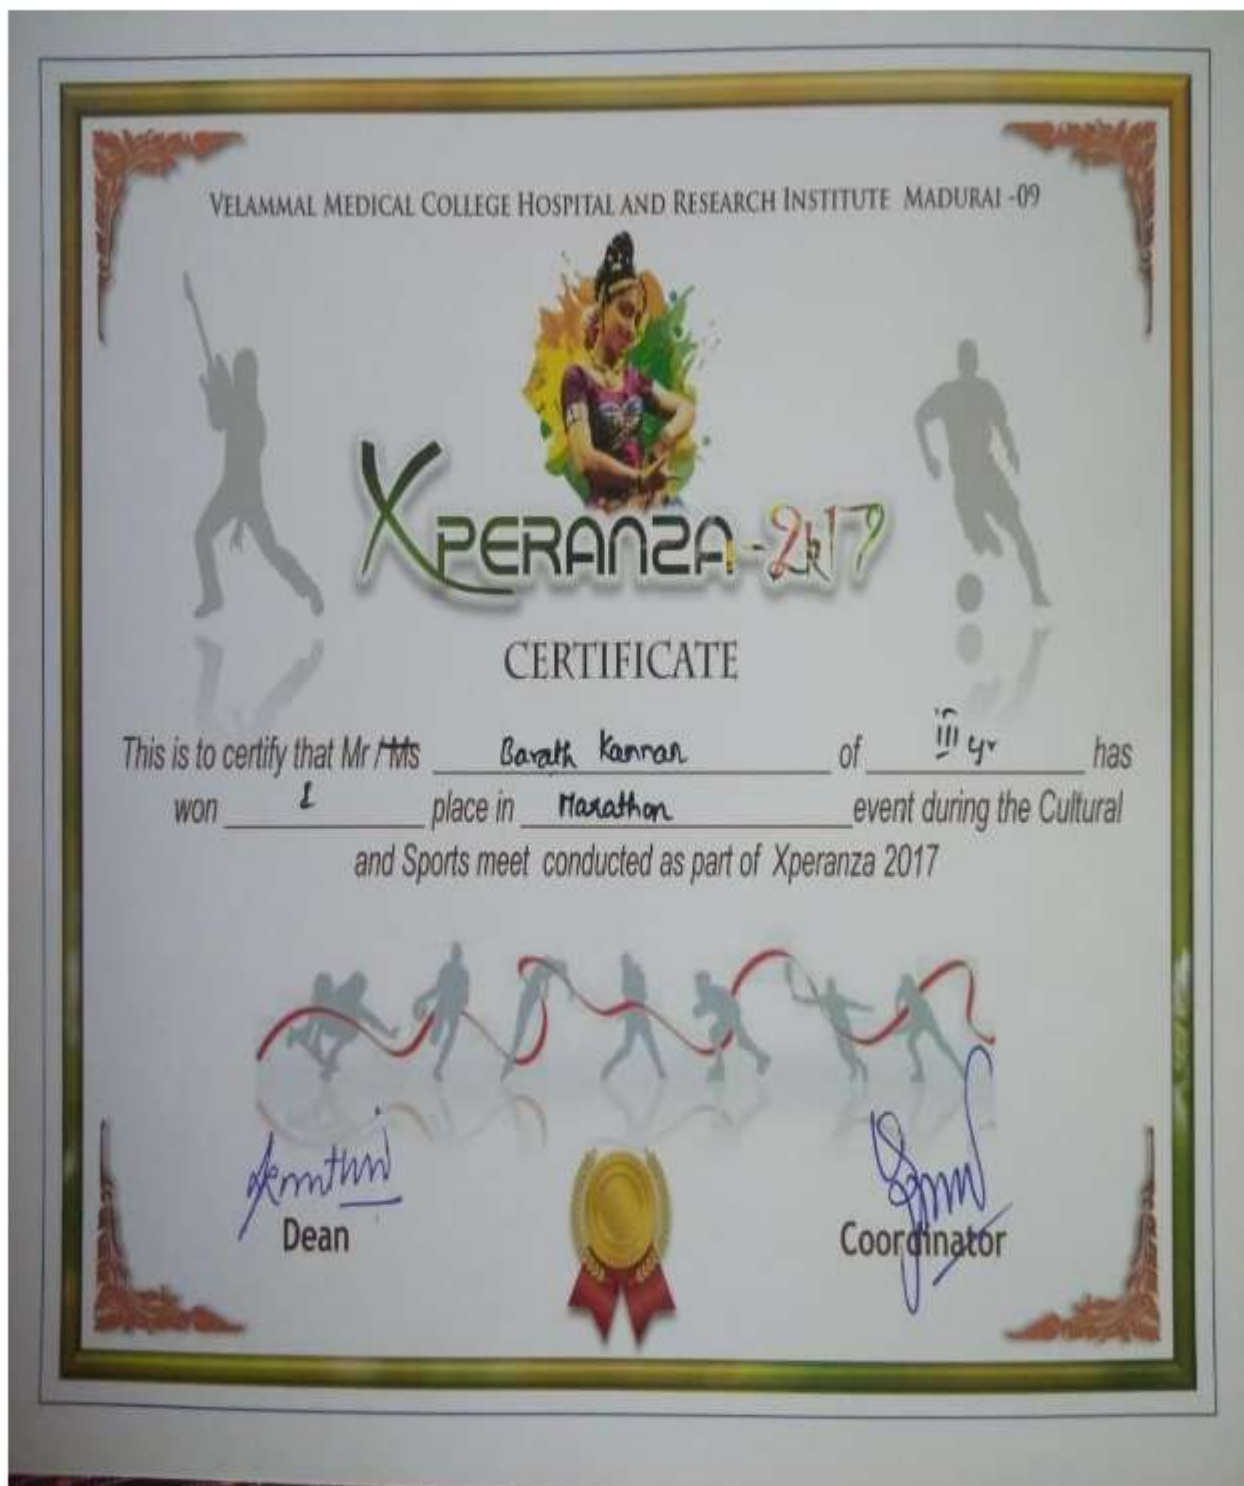 VELAMMAL MEDICAL COLLEGE HOSPITAL AND RESEARCH INSTITUTE MADURAI -09
XPERANZA-2k17
CERTIFICATE
This is to certify that Mr / Ms Barath Kannan of III yr has
won I place in Marathon event during the Cultural
and Sports meet conducted as part of Xperanza 2017
Dean
Coordinator